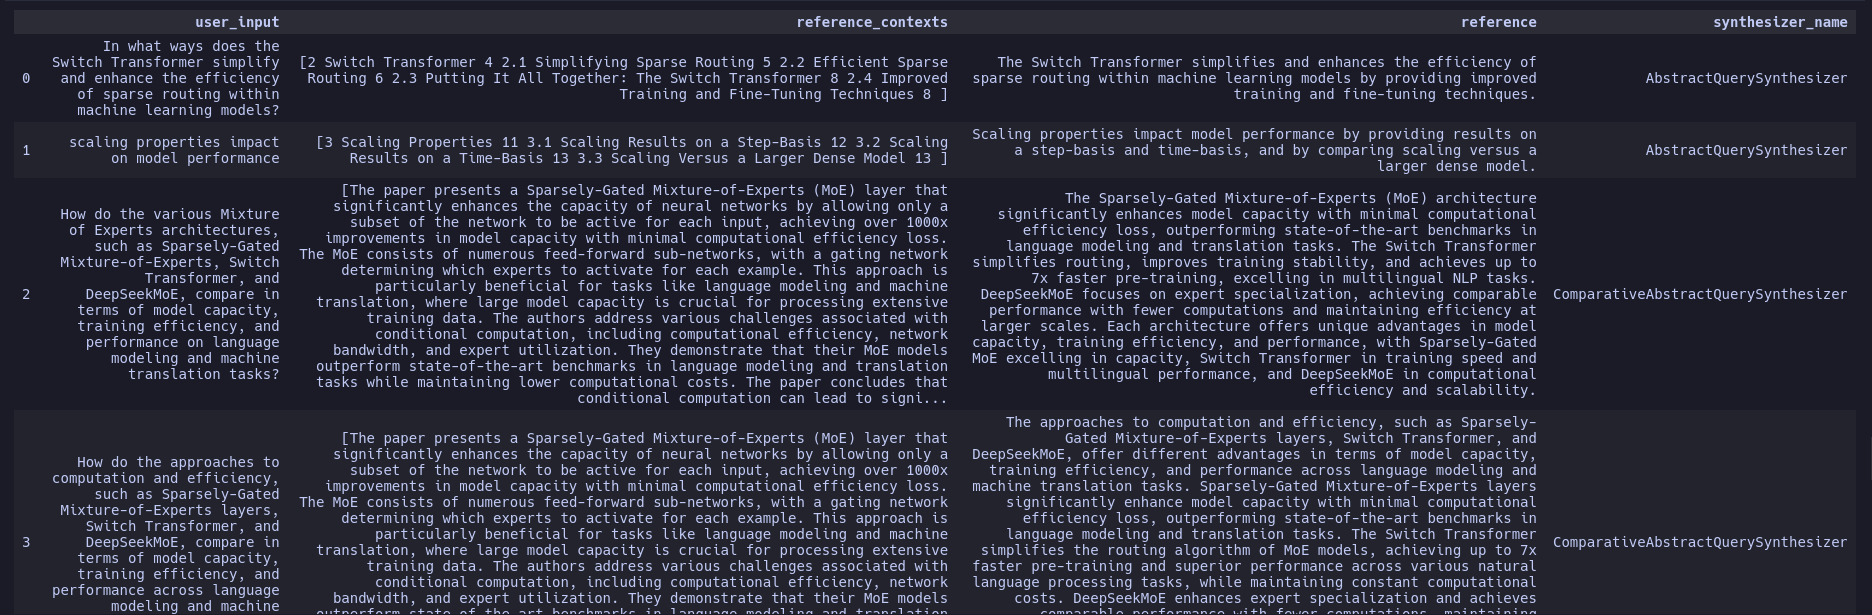 user_input reference_contexts reference synthesizer_name
0
In what ways does the
Switch Transformer simplify
and enhance the efficiency
of sparse routing within
machine learning models?
[2 Switch Transformer 4 2.1 Simplifying Sparse Routing 5 2.2 Efficient Sparse
Routing 6 2.3 Putting It All Together: The Switch Transformer 8 2.4 Improved
Training and Fine-Tuning Techniques 8 ]
The Switch Transformer simplifies and enhances the efficiency of
sparse routing within machine learning models by providing improved
training and fine-tuning techniques.
AbstractQuerySynthesizer
1
scaling properties impact
on model performance
[3 Scaling Properties 11 3.1 Scaling Results on a Step-Basis 12 3.2 Scaling
Results on a Time-Basis 13 3.3 Scaling Versus a Larger Dense Model 13 ]
Scaling properties impact model performance by providing results on
a step-basis and time-basis, and by comparing scaling versus a
larger dense model.
AbstractQuerySynthesizer
2
How do the various Mixture
of Experts architectures,
such as Sparsely-Gated
Mixture-of-Experts, Switch
Transformer, and
DeepSeekMoE, compare in
terms of model capacity,
training efficiency, and
performance on language
modeling and machine
translation tasks?
[The paper presents a Sparsely-Gated Mixture-of-Experts (MoE) layer that
significantly enhances the capacity of neural networks by allowing only a
subset of the network to be active for each input, achieving over 1000x
improvements in model capacity with minimal computational efficiency loss.
The MoE consists of numerous feed-forward sub-networks, with a gating network
determining which experts to activate for each example. This approach is
particularly beneficial for tasks like language modeling and machine
translation, where large model capacity is crucial for processing extensive
training data. The authors address various challenges associated with
conditional computation, including computational efficiency, network
bandwidth, and expert utilization. They demonstrate that their MoE models
outperform state-of-the-art benchmarks in language modeling and translation
tasks while maintaining lower computational costs. The paper concludes that
conditional computation can lead to signi...
The Sparsely-Gated Mixture-of-Experts (MoE) architecture
significantly enhances model capacity with minimal computational
efficiency loss, outperforming state-of-the-art benchmarks in
language modeling and translation tasks. The Switch Transformer
simplifies routing, improves training stability, and achieves up to
7x faster pre-training, excelling in multilingual NLP tasks.
DeepSeekMoE focuses on expert specialization, achieving comparable
performance with fewer computations and maintaining efficiency at
larger scales. Each architecture offers unique advantages in model
capacity, training efficiency, and performance, with Sparsely-Gated
MoE excelling in capacity, Switch Transformer in training speed and
multilingual performance, and DeepSeekMoE in computational
efficiency and scalability.
ComparativeAbstractQuerySynthesizer
3
How do the approaches to
computation and efficiency,
such as Sparsely-Gated
Mixture-of-Experts layers,
Switch Transformer, and
DeepSeekMoE, compare in
terms of model capacity,
training efficiency, and
performance across language
modeling and machine
[The paper presents a Sparsely-Gated Mixture-of-Experts (MoE) layer that
significantly enhances the capacity of neural networks by allowing only a
subset of the network to be active for each input, achieving over 1000x
improvements in model capacity with minimal computational efficiency loss.
The MoE consists of numerous feed-forward sub-networks, with a gating network
determining which experts to activate for each example. This approach is
particularly beneficial for tasks like language modeling and machine
translation, where large model capacity is crucial for processing extensive
training data. The authors address various challenges associated with
conditional computation, including computational efficiency, network
bandwidth, and expert utilization. They demonstrate that their MoE models
outperform state-of-the-art benchmarks in language modeling and translation
The approaches to computation and efficiency, such as Sparsely-
Gated Mixture-of-Experts layers, Switch Transformer, and
DeepSeekMoE, offer different advantages in terms of model capacity,
training efficiency, and performance across language modeling and
machine translation tasks. Sparsely-Gated Mixture-of-Experts layers
significantly enhance model capacity with minimal computational
efficiency loss, outperforming state-of-the-art benchmarks in
language modeling and translation tasks. The Switch Transformer
simplifies the routing algorithm of MoE models, achieving up to 7x
faster pre-training and superior performance across various natural
language processing tasks, while maintaining constant computational
costs. DeepSeekMoE enhances expert specialization and achieves
comparable performance with fewer computations, maintaining
ComparativeAbstractQuerySynthesizer